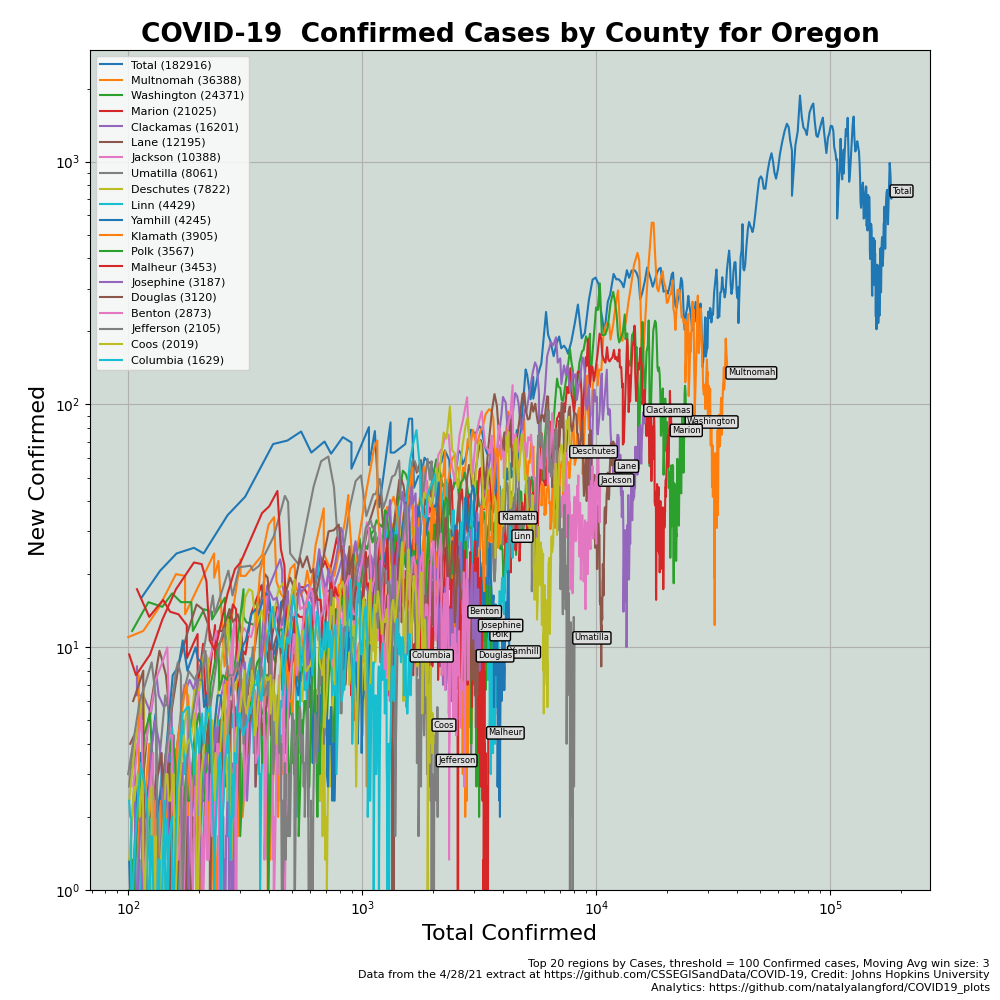 COVID-19  Confirmed Cases by County for Oregon
Total (182916)
Multnomah (36388)
Washington (24371)
Marion (21025)
Clackamas (16201)
Lane (12195)
Jackson (10388)
Umatilla (8061)
Deschutes (7822)
Linn (4429)
Yamhill (4245)
Klamath (3905)
Polk (3567)
Malheur (3453)
Josephine (3187)
Douglas (3120)
Benton (2873)
Jefferson (2105)
Coos (2019)
Columbia (1629)
New Confirmed
10³
10²
10¹
10⁰
Total
Multnomah
Clackamas
Washington
Marion
Deschutes
Lane
Jackson
Klamath
Linn
Benton
Josephine
Polk
Umatilla
Columbia
Douglas
Yamhill
Coos
Malheur
Jefferson
10² 10³ 10⁴ 10⁵
Total Confirmed
Top 20 regions by Cases, threshold = 100 Confirmed cases, Moving Avg win size: 3
Data from the 4/28/21 extract at https://github.com/CSSEGISandData/COVID-19, Credit: Johns Hopkins University
Analytics: https://github.com/natalyalangford/COVID19_plots